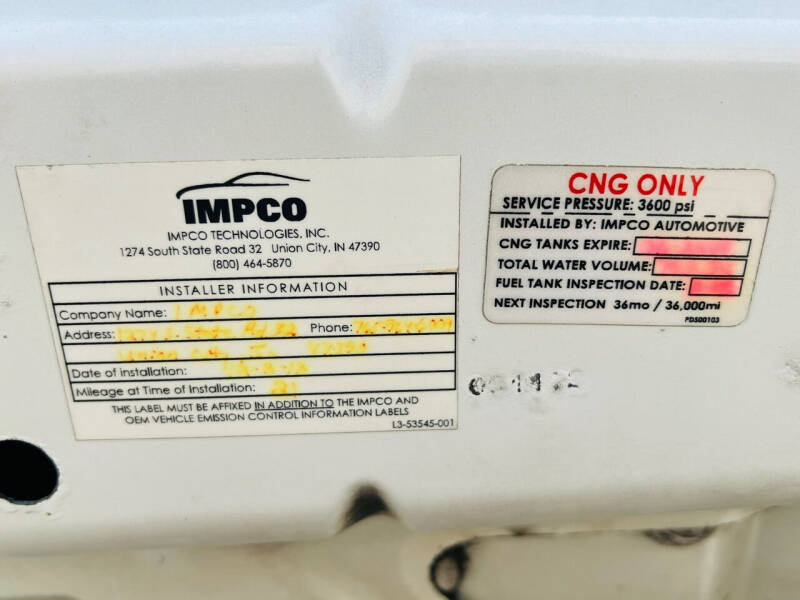 IMPCO
IMPCO TECHNOLOGIES, INC.
1274 South State Road 32 Union City, IN 47390
(800) 464-5870
INSTALLER INFORMATION
Company Name: IMPCO
Address: Phone:
Date of installation:
Mileage at Time of Installation: 21
THIS LABEL MUST BE AFFIXED IN ADDITION TO THE IMPCO AND
OEM VEHICLE EMISSION CONTROL INFORMATION LABELS
L3-53545-001
CNG ONLY
SERVICE PRESSURE: 3600 psi
INSTALLED BY: IMPCO AUTOMOTIVE
CNG TANKS EXPIRE:
TOTAL WATER VOLUME:
FUEL TANK INSPECTION DATE:
NEXT INSPECTION 36mo / 36,000mi
PDS00103